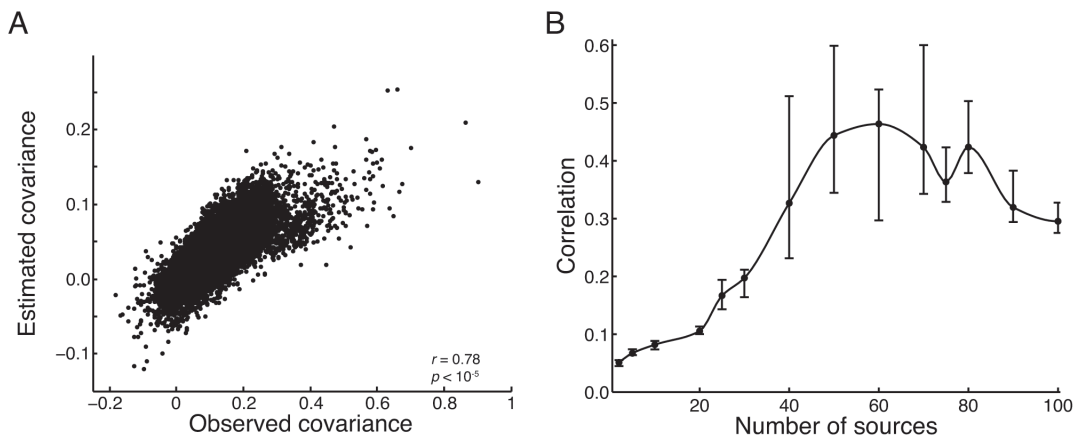 A
Estimated covariance
0.2
0.1
0.0
−0.1
−0.2
0
0.2
0.4
0.6
0.8
1
Observed covariance
r = 0.78
p < 10-5
B
Correlation
0.6
0.5
0.4
0.3
0.2
0.1
0.0
20
40
60
80
100
Number of sources